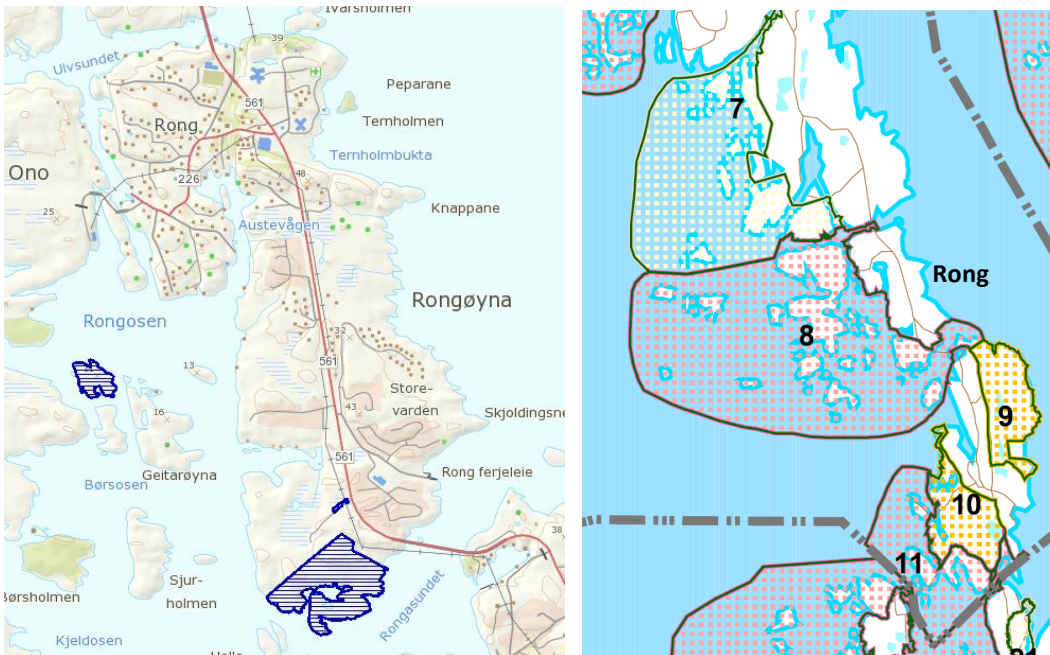 Ivarsholmen
39
Ulvsundet
Peparane
561
Ternholmen
Rong
Ternholmbukta
Ono
48
226
Knappane
25
Austevågen
Rongøyna
Rongosen
32
561
13
Store-
varden
16
43
Skjoldingsne
561
Geitarøyna
Rong ferjeleie
Børsosen
38
Sjur-
holmen
Børsholmen
Rongasundet
Kjeldosen
7
Rong
8
9
10
11